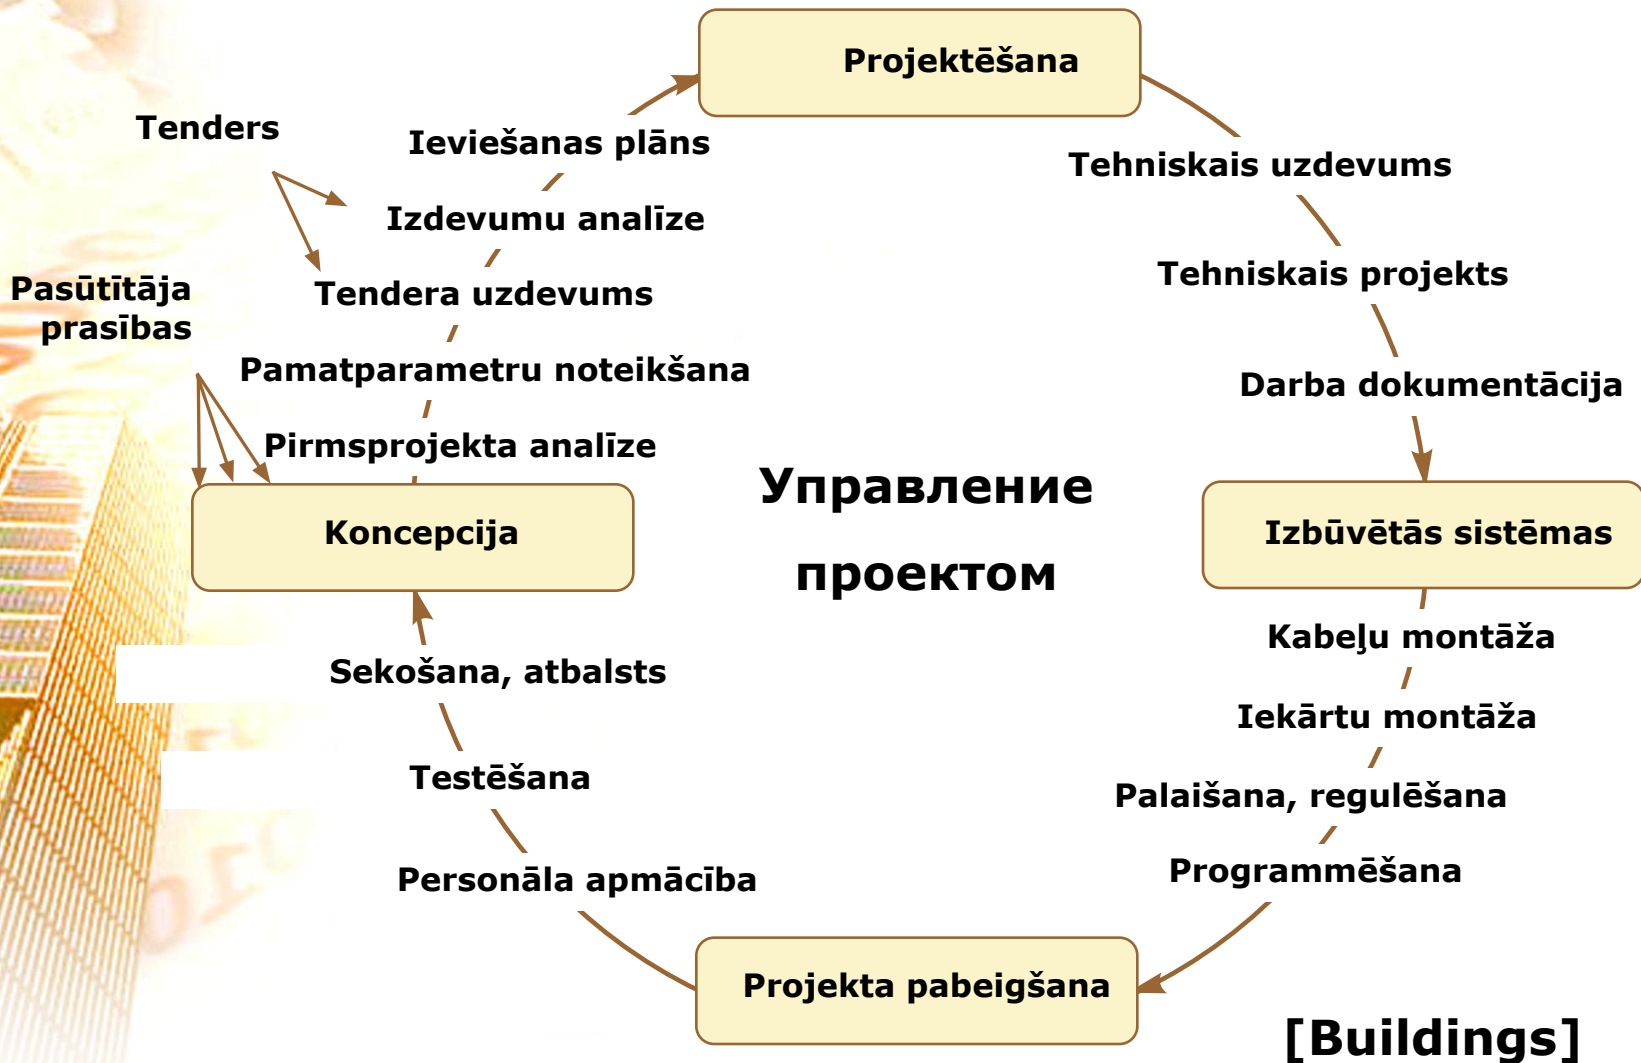 Projektēšana
Tenders
Ieviešanas plāns
Tehniskais uzdevums
Izdevumu analīze
Tehniskais projekts
Pasūtītāja
prasības
Tendera uzdevums
Pamatparametru noteikšana
Darba dokumentācija
Pirmsprojekta analīze
Управление
проектом
Koncepcija
Izbūvētās sistēmas
Kabeļu montāža
Sekošana, atbalsts
Iekārtu montāža
Testēšana
Palaišana, regulēšana
Personāla apmācība
Programmēšana
Projekta pabeigšana
[Buildings]